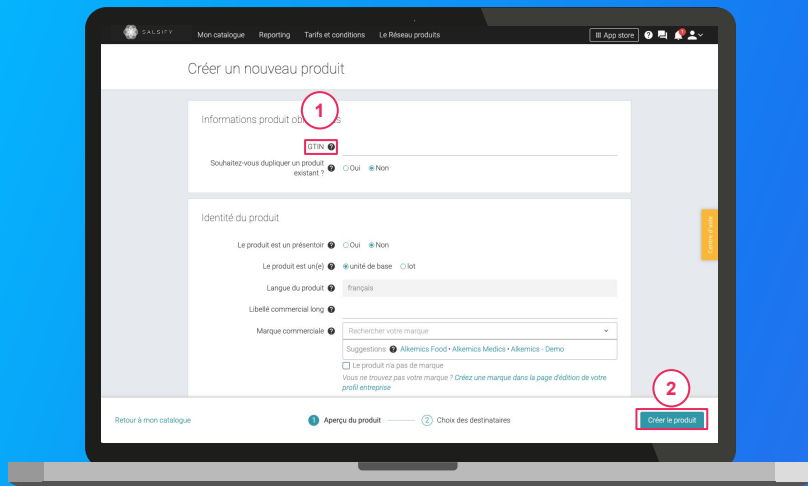 SALSIFY
Mon catalogue Reporting Tarifs et conditions Le Réseau produits App store
Créer un nouveau produit
1
Informations produit
GTIN
Souhaitez-vous dupliquer un produit
existant ? Oui Non
Identité du produit
Centre d'aide
Le produit est un présentoir Oui Non
Le produit est un(e) unité de base lot
Langue du produit français
Libellé commercial long
Marque commerciale Rechercher votre marque
Suggestions Alkemics Food • Alkemics Medics • Alkemics - Demo
Le produit n'a pas de marque
Vous ne trouvez pas votre marque ? Créez une marque dans la page d'édition de votre
profil entreprise
2
Retour à mon catalogue 1 Aperçu du produit 2 Choix des destinataires Créer le produit